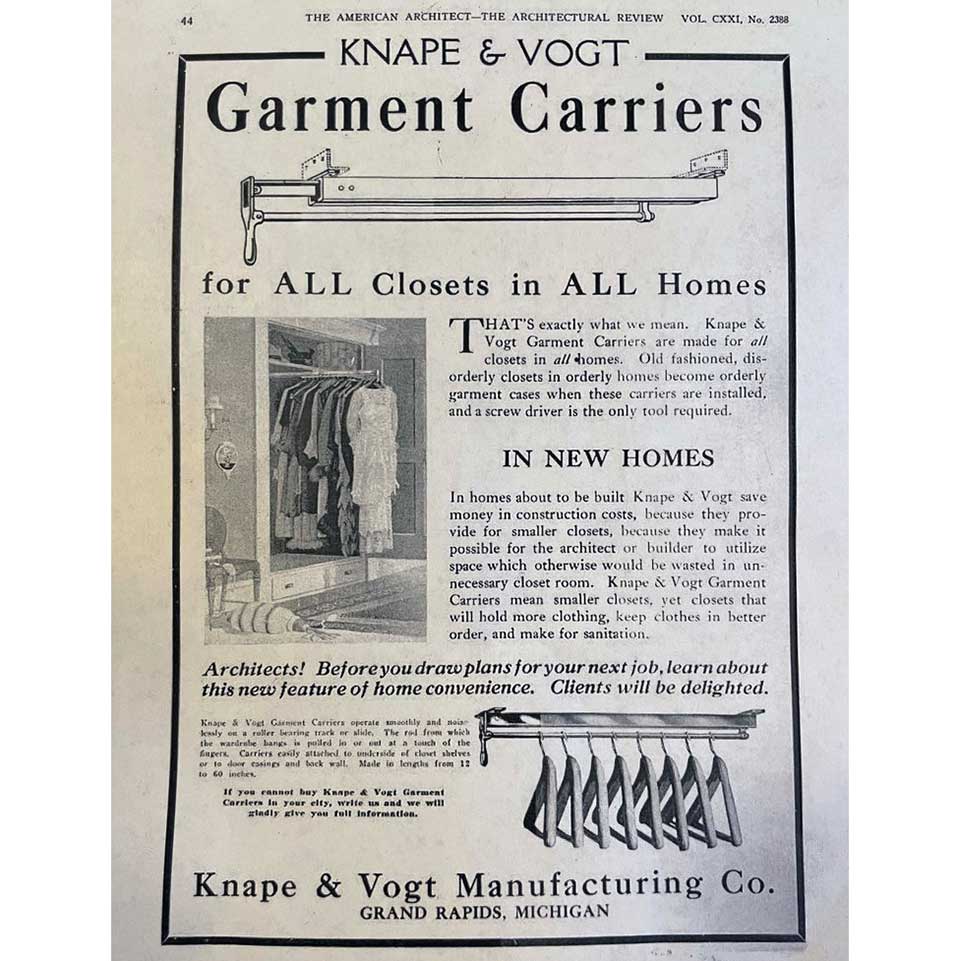 44 THE AMERICAN ARCHITECT—THE ARCHITECTURAL REVIEW VOL. CXXI, No. 2388
KNAPE & VOGT
Garment Carriers
for ALL Closets in ALL Homes
THAT'S exactly what we mean. Knape &
Vogt Garment Carriers are made for all
closets in all homes. Old fashioned, dis-
orderly closets in orderly homes become orderly
garment cases when these carriers are installed,
and a screw driver is the only tool required.
IN NEW HOMES
In homes about to be built Knape & Vogt save
money in construction costs, because they pro-
vide for smaller closets, because they make it
possible for the architect or builder to utilize
space which otherwise would be wasted in un-
necessary closet room. Knape & Vogt Garment
Carriers mean smaller closets, yet closets that
will hold more clothing, keep clothes in better
order, and make for sanitation.
Architects! Before you draw plans for your next job, learn about
this new feature of home convenience. Clients will be delighted.
Knape & Vogt Garment Carriers operate smoothly and noise-
lessly on a roller bearing track or slide. The rod from which
the wardrobe hangs is pulled in or out at a touch of the
fingers. Carriers easily attached to underside of closet shelves
or to door casings and back wall. Made in lengths from 12
to 60 inches.
If you cannot buy Knape & Vogt Garment
Carriers in your city, write us and we will
gladly give you full information.
Knape & Vogt Manufacturing Co.
GRAND RAPIDS, MICHIGAN